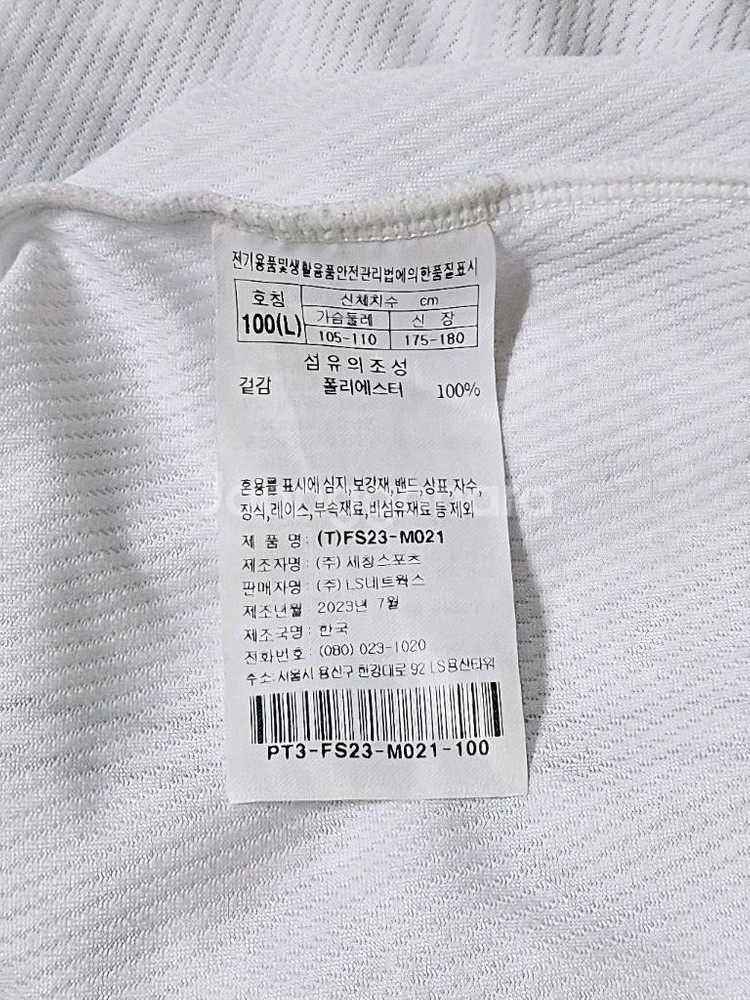 전기용품및생활용품안전관리법에의한품질표시
호칭 신체치수 cm
100(L) 가슴둘레 신 장
105-110 175-180
섬유의조성
겉감 폴리에스터 100%
혼용률 표시에 심지,보강재,밴드,상표,자수,
장식,레이스,부속재료,비섬유재료 등 제외
제 품 명: (T)FS23-M021
제조자명: (주) 세창스포츠
판매자명: (주) LS네트웍스
제조년월: 2023년 7월
제조국명: 한국
전화번호: (080) 023-1020
주소:서울시 용산구 한강대로 92 LS용산타워
PT3-FS23-M021-100